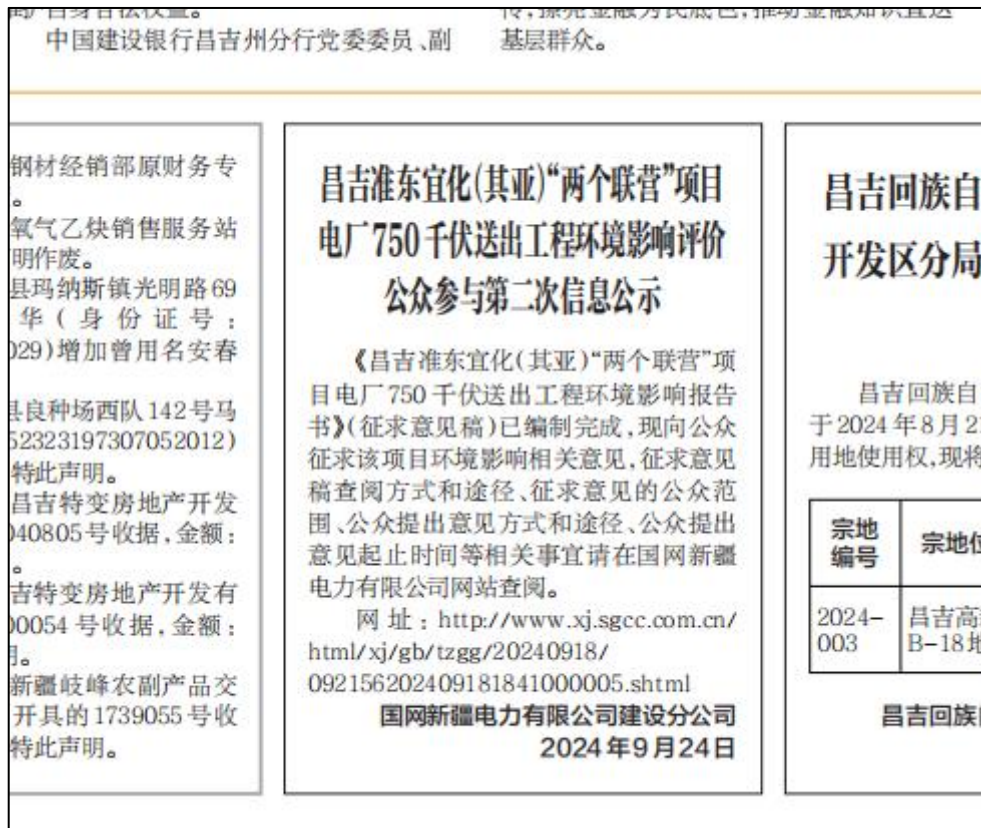 中国建设银行昌吉州分行党委委员、副
基层群众。
钢材经销部原财务专
。
氧气乙炔销售服务站
明作废。
县玛纳斯镇光明路69
华(身份证号:
029)增加曾用名安春
县良种场西队142号马
52323197307052012)
特此声明。
昌吉特变房地产开发
040805号收据,金额:
。
吉特变房地产开发有
00054号收据,金额:
明。
新疆岐峰农副产品交
开具的1739055号收
特此声明。
昌吉准东宜化(其亚)“两个联营”项目
电厂750千伏送出工程环境影响评价
公众参与第二次信息公示
《昌吉准东宜化(其亚)“两个联营”项
目电厂750千伏送出工程环境影响报告
书》(征求意见稿)已编制完成,现向公众
征求该项目环境影响相关意见,征求意见
稿查阅方式和途径、征求意见的公众范
围、公众提出意见方式和途径、公众提出
意见起止时间等相关事宜请在国网新疆
电力有限公司网站查阅。
网址:http://www.xj.sgcc.com.cn/
html/xj/gb/tzgg/20240918/
0921562024091818​41000005.shtml
国网新疆电力有限公司建设分公司
2024年9月24日
昌吉回族自
开发区分局
昌吉回族自
于2024年8月2
用地使用权,现将
宗地
编号
宗地位
2024-
003
昌吉高
B-18地
昌吉回族